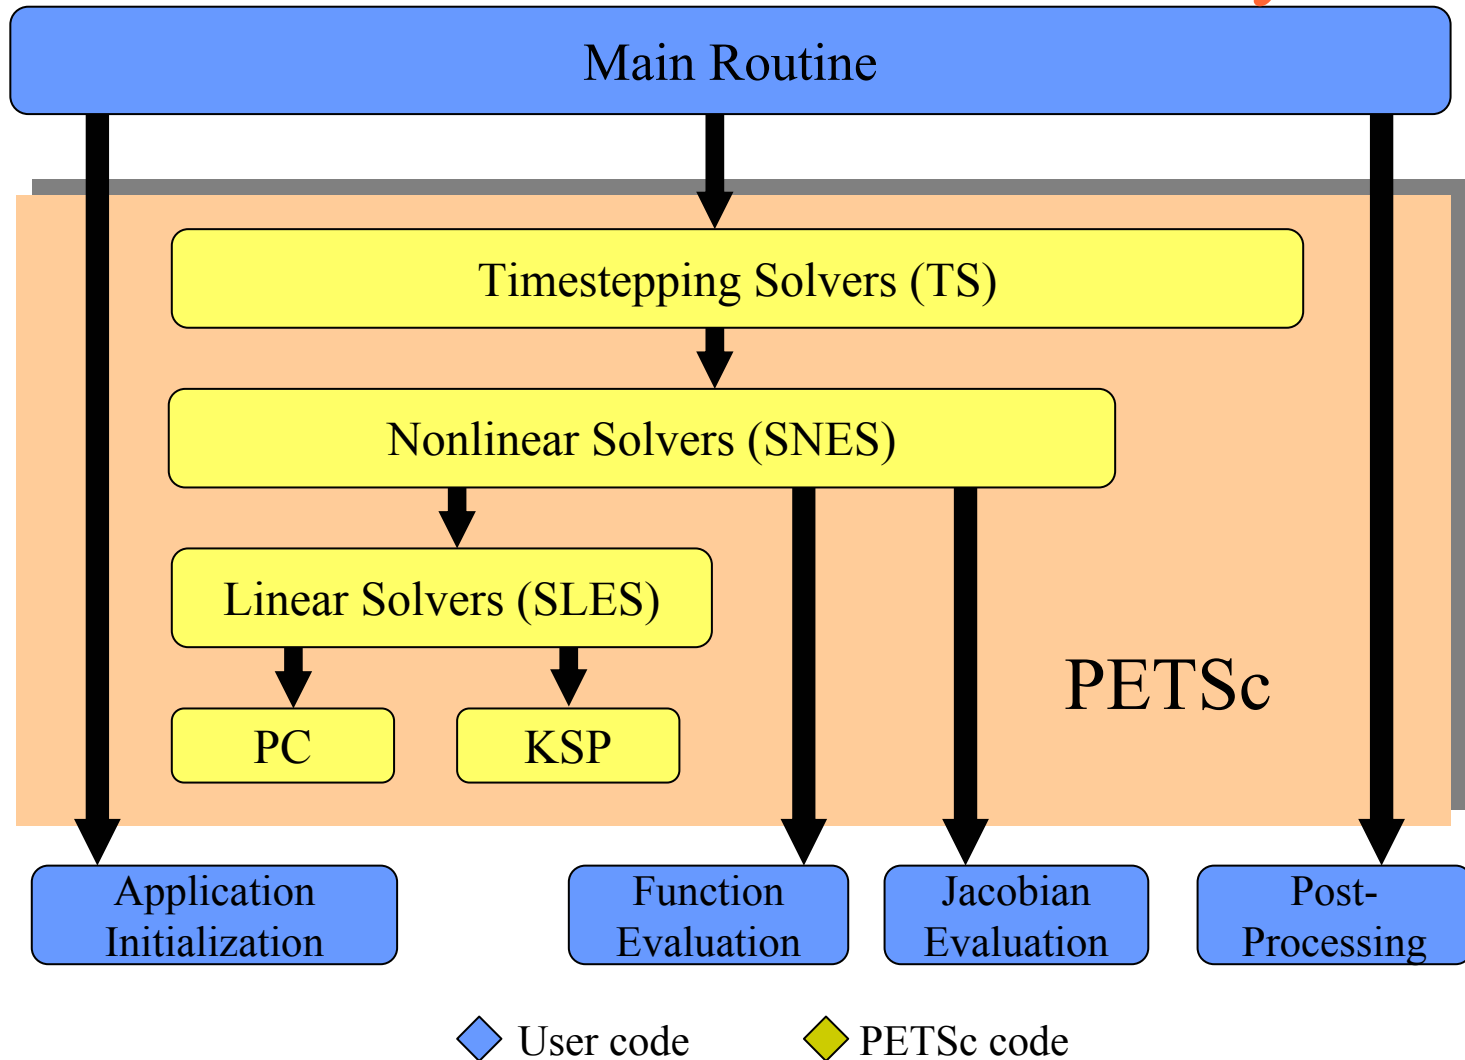 Main Routine
Timestepping Solvers (TS)
Nonlinear Solvers (SNES)
Linear Solvers (SLES)
PETSc
PC
KSP
Application
Initialization
Function
Evaluation
Jacobian
Evaluation
Post-
Processing
User code
PETSc code